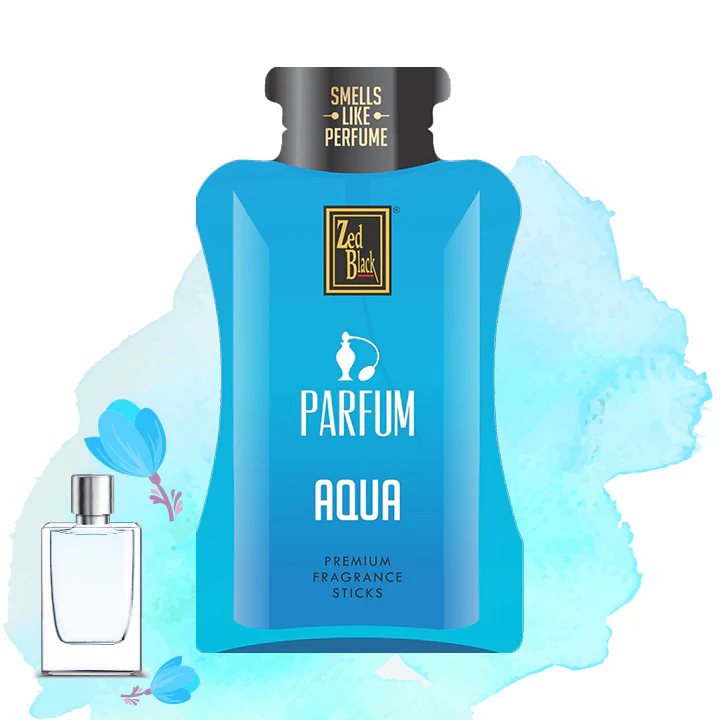 SMELLS
LIKE
PERFUME
Zed
Black
®
PARFUM
AQUA
PREMIUM
FRAGRANCE
STICKS